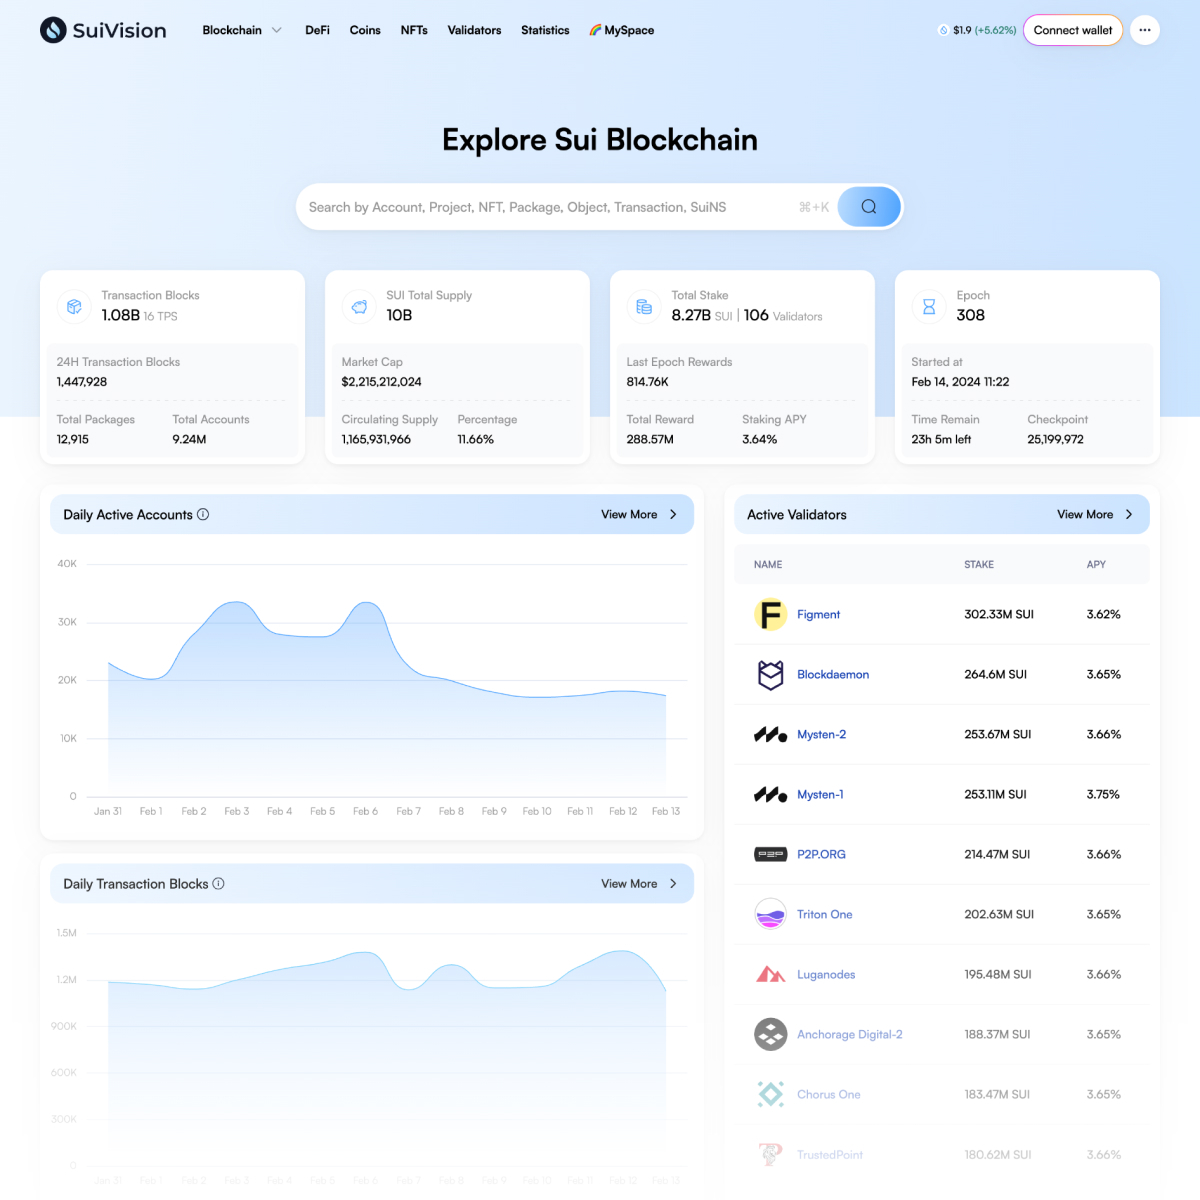 SuiVision
Blockchain DeFi Coins NFTs Validators Statistics MySpace
$1.9 (+5.62%) Connect wallet
Explore Sui Blockchain
Search by Account, Project, NFT, Package, Object, Transaction, SuiNS ⌘+K
Transaction Blocks
1.08B 16 TPS
24H Transaction Blocks
1,447,928
Total Packages Total Accounts
12,915 9.24M
SUI Total Supply
10B
Market Cap
$2,215,212,024
Circulating Supply Percentage
1,165,931,966 11.66%
Total Stake
8.27B SUI | 106 Validators
Last Epoch Rewards
814.76K
Total Reward Staking APY
288.57M 3.64%
Epoch
308
Started at
Feb 14, 2024 11:22
Time Remain Checkpoint
23h 5m left 25,199,972
Daily Active Accounts View More
40K
30K
20K
10K
0
Jan 31 Feb 1 Feb 2 Feb 3 Feb 4 Feb 5 Feb 6 Feb 7 Feb 8 Feb 9 Feb 10 Feb 11 Feb 12 Feb 13
Daily Transaction Blocks View More
1.5M
1.2M
900K
600K
300K
0
Jan 31 Feb 1 Feb 2 Feb 3 Feb 4 Feb 5 Feb 6 Feb 7 Feb 8 Feb 9 Feb 10 Feb 11 Feb 12 Feb 13
Active Validators View More
NAME STAKE APY
Figment 302.33M SUI 3.62%
Blockdaemon 264.6M SUI 3.65%
Mysten-2 253.67M SUI 3.66%
Mysten-1 253.11M SUI 3.75%
P2P P2P.ORG 214.47M SUI 3.66%
Triton One 202.63M SUI 3.65%
Luganodes 195.48M SUI 3.66%
Anchorage Digital-2 188.37M SUI 3.65%
Chorus One 183.47M SUI 3.65%
TrustedPoint 180.62M SUI 3.66%